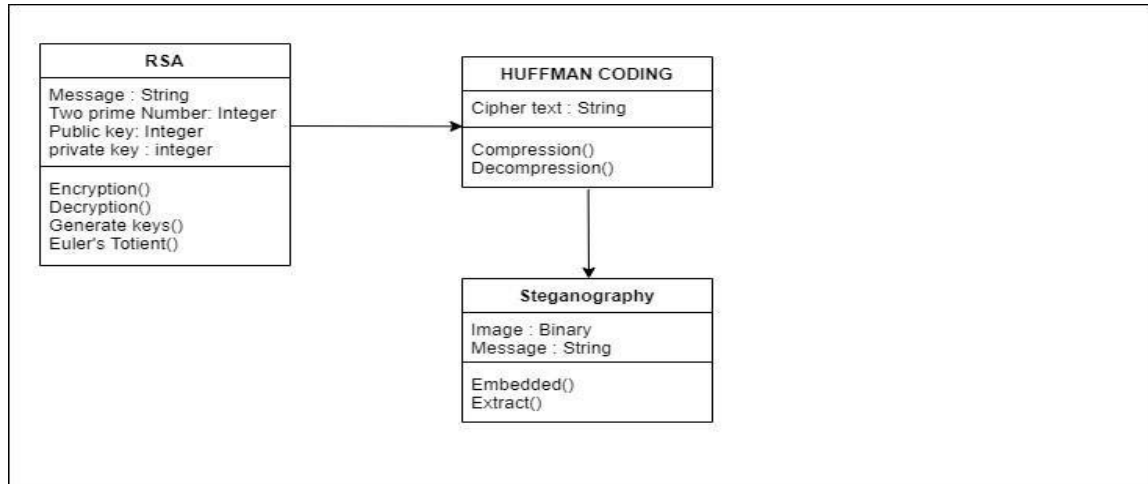 RSA
Message : String
Two prime Number: Integer
Public key: Integer
private key : integer
Encryption()
Decryption()
Generate keys()
Euler's Totient()
HUFFMAN CODING
Cipher text : String
Compression()
Decompression()
Steganography
Image : Binary
Message : String
Embedded()
Extract()